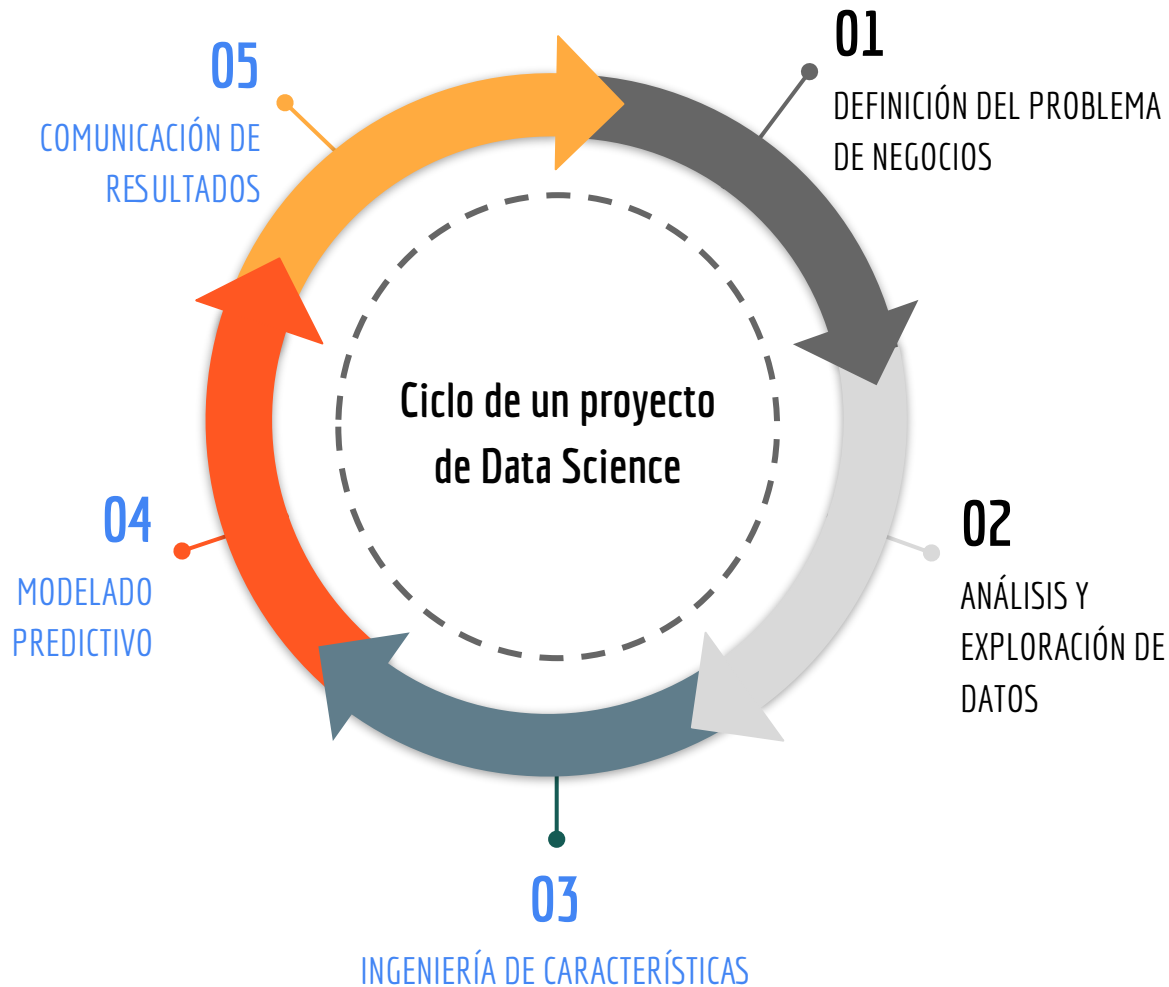 01
DEFINICIÓN DEL PROBLEMA
DE NEGOCIOS
02
ANÁLISIS Y
EXPLORACIÓN DE
DATOS
03
INGENIERÍA DE CARACTERÍSTICAS
04
MODELADO
PREDICTIVO
05
COMUNICACIÓN DE
RESULTADOS
Ciclo de un proyecto
de Data Science